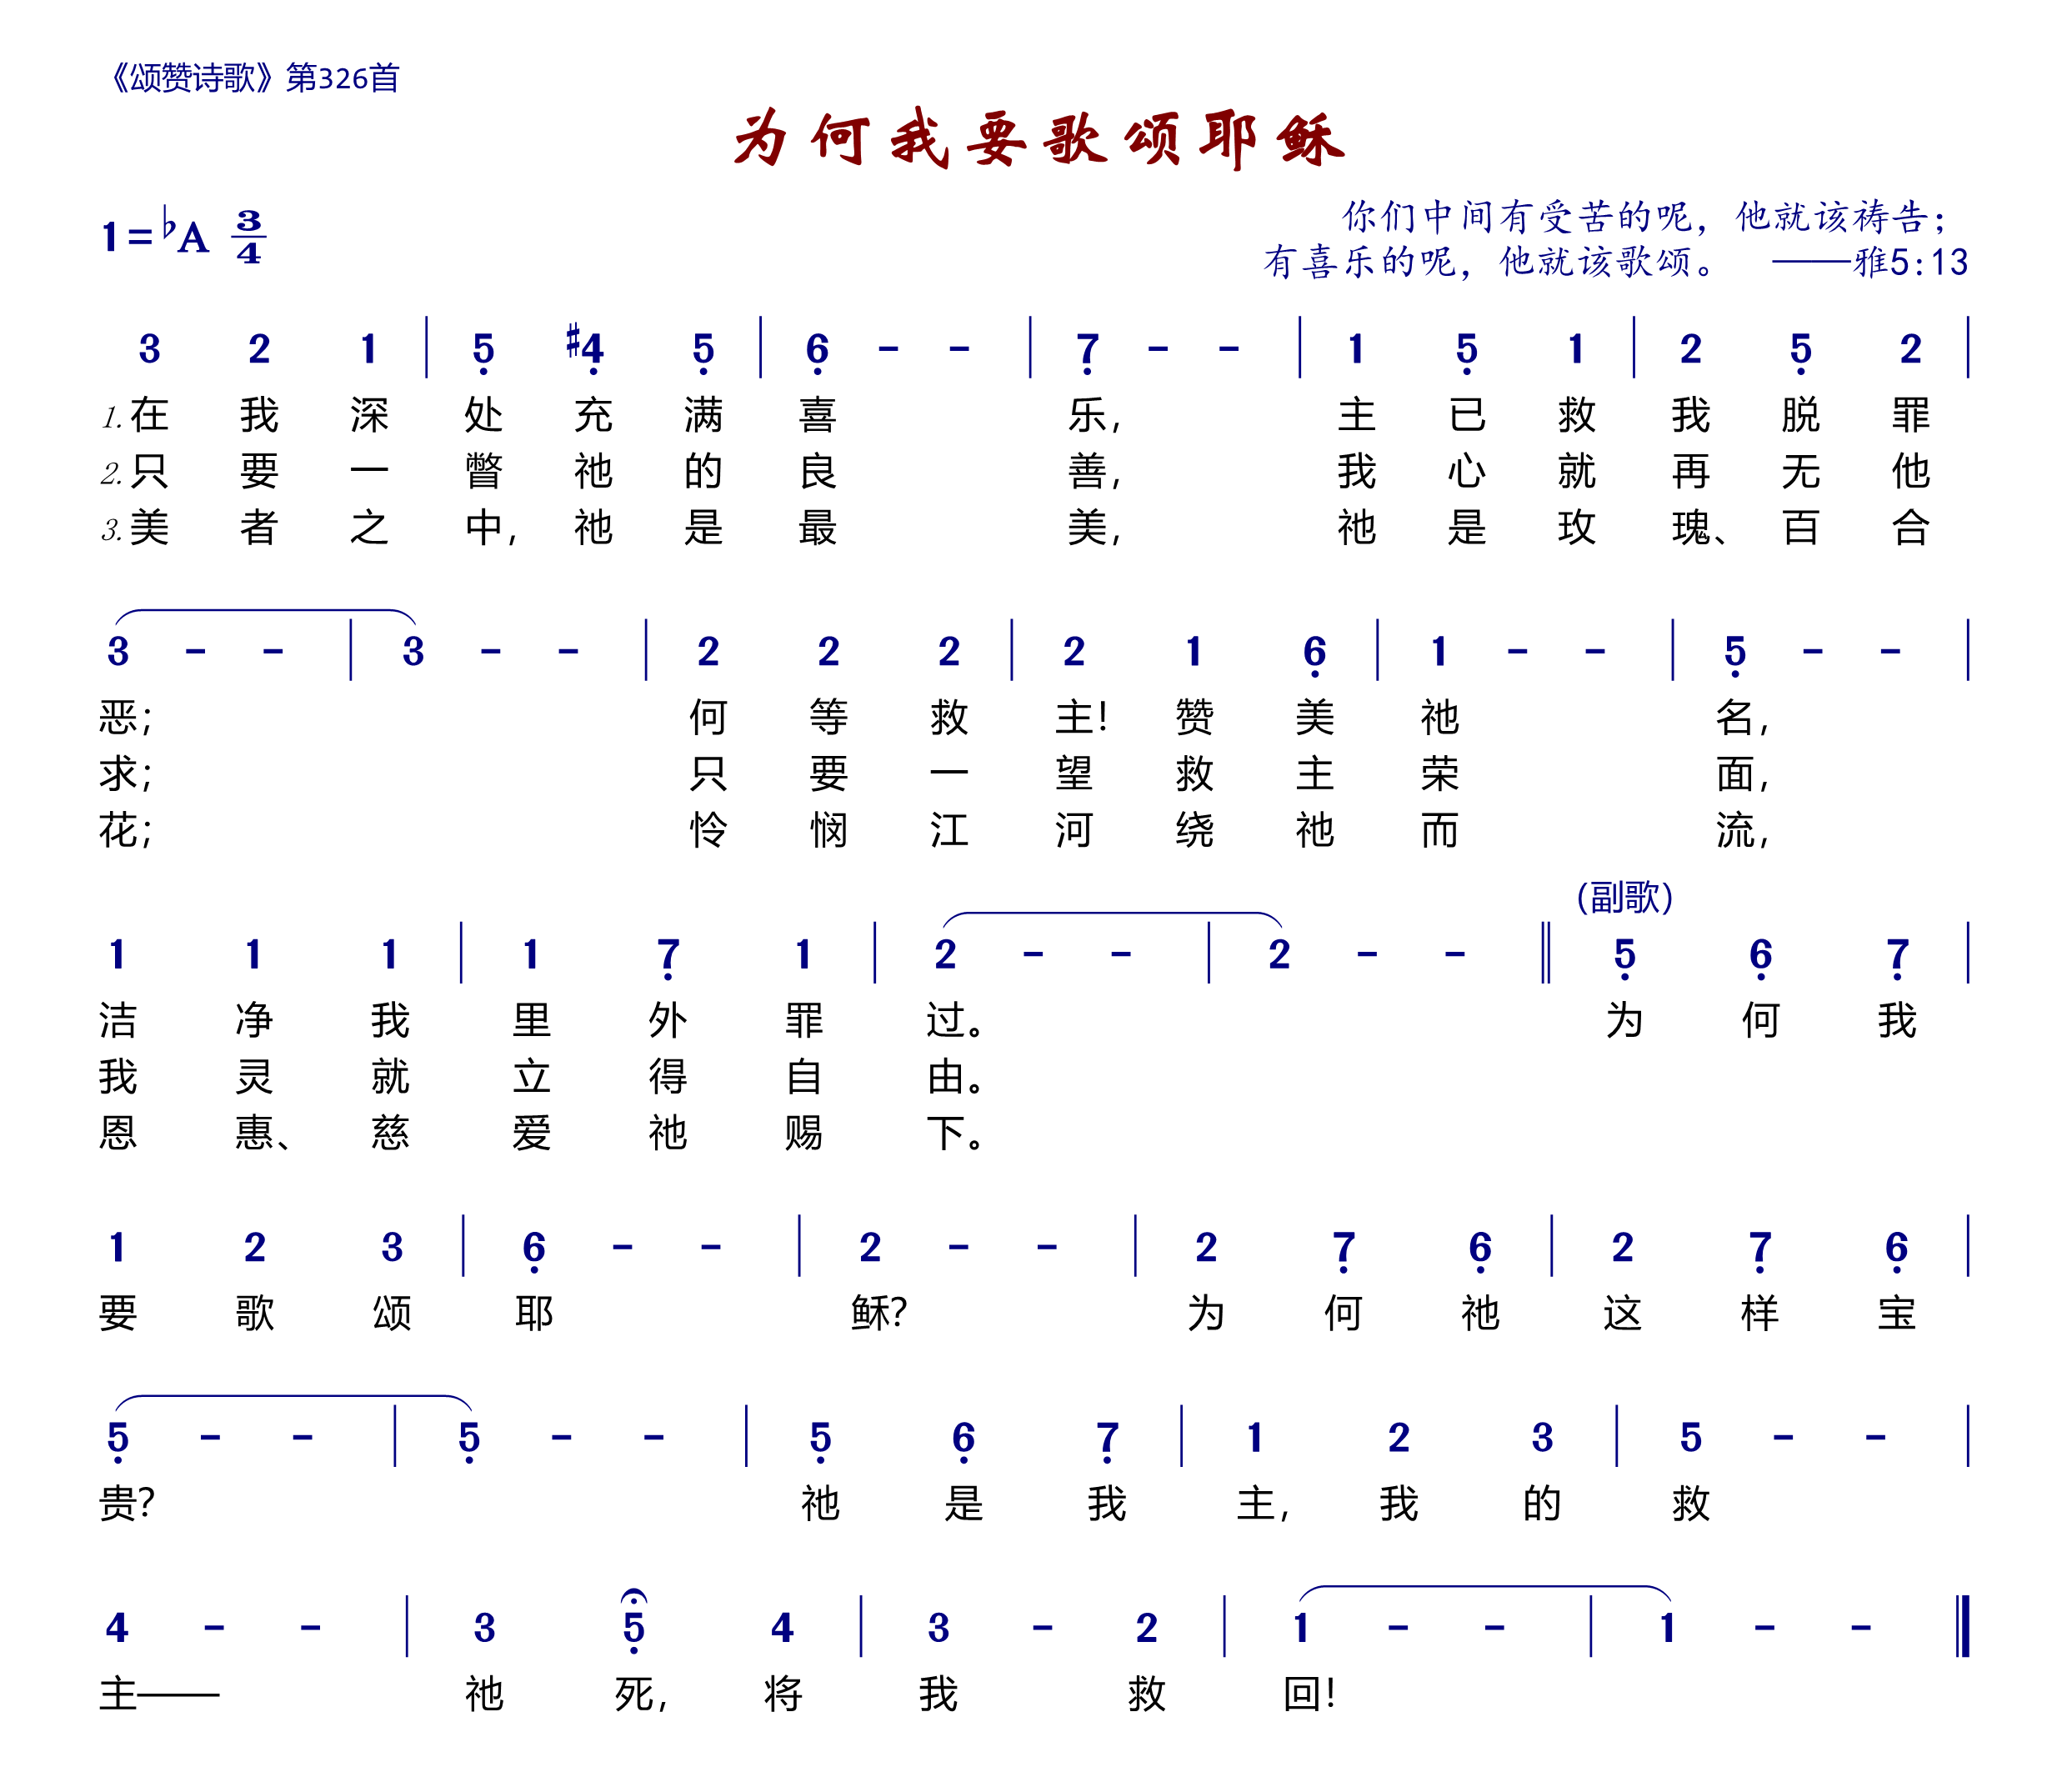 《颂赞诗歌》第326首
为何我要歌颂耶稣
1=♭A 3/4
你们中间有受苦的呢，他就该祷告；
有喜乐的呢，他就该歌颂。 ——雅5:13
3 2 1 | 5̣ ♯4̣ 5̣ | 6̣ - - | 7̣ - - | 1 5̣ 1 | 2 5̣ 2 |
1. 在我深处充满喜乐，主已救我脱罪
2. 只要一瞥祂的良善，我心就再无他
3. 美者之中，祂是最美，祂是玫瑰、百合
3 - - | 3 - - | 2 2 2 | 2 1 6̣ | 1 - - | 5̣ - - |
恶；何等救主！赞美祂名，
求；只要一望救主荣面，
花；怜悯江河绕祂而流，
(副歌)
1 1 1 | 1 7̣ 1 | 2 - - | 2 - - || 5̣ 6̣ 7̣ |
洁净我里外罪过。为何我
我灵就立得自由。
恩惠、慈爱祂赐下。
1 2 3 | 6̣ - - | 2 - - | 2 7̣ 6̣ | 2 7̣ 6̣ |
要歌颂耶稣？为何祂这样宝
5̣ - - | 5̣ - - | 5̣ 6̣ 7̣ | 1 2 3 | 5 - - |
贵？祂是我主，我的救
4 - - | 3 5̣ 4 | 3 - 2 | 1 - - | 1 - - ‖
主——祂死，将我救回！